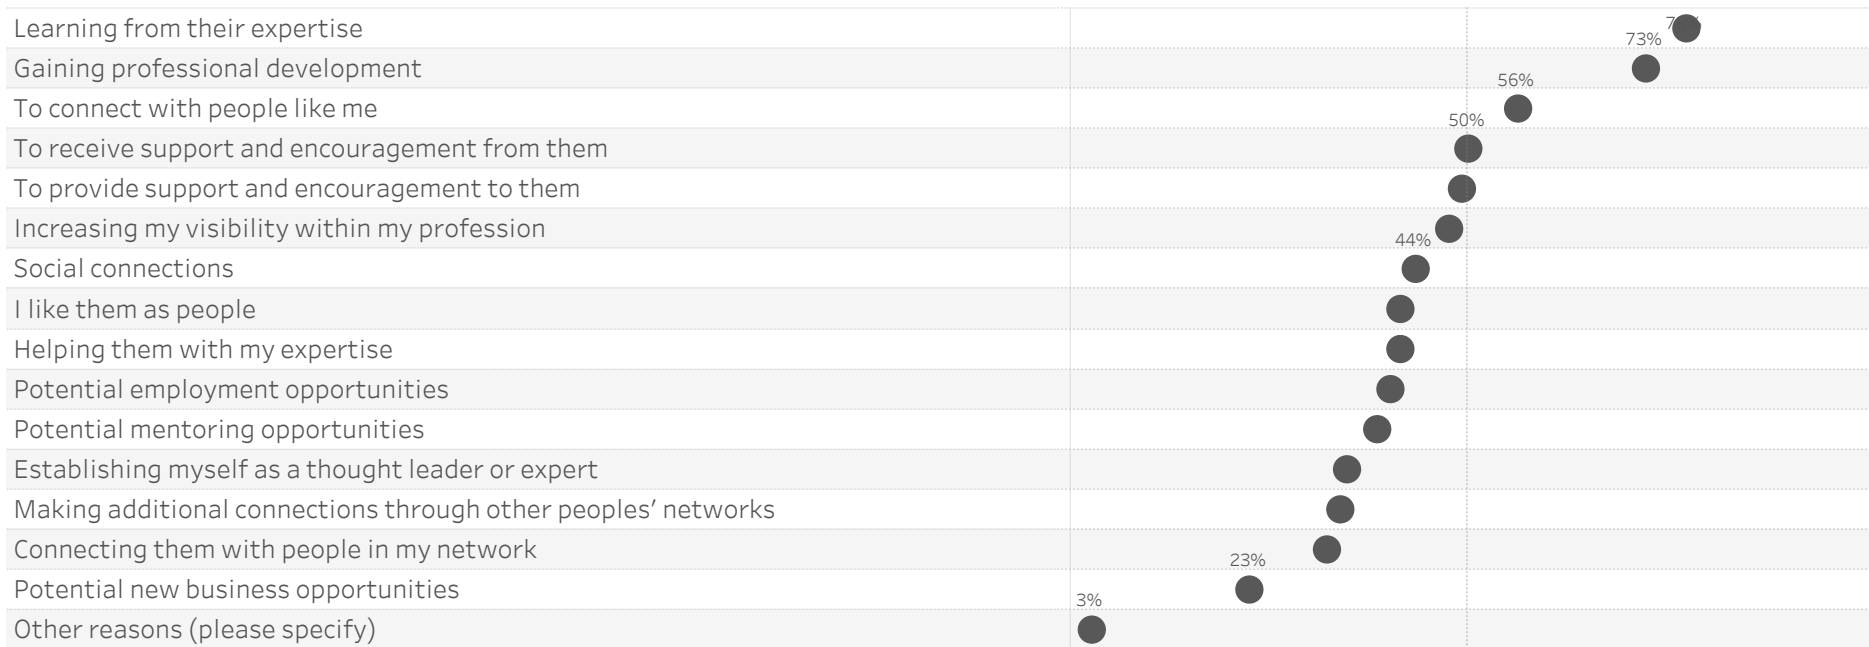 Learning from their expertise
73%
Gaining professional development
56%
To connect with people like me
50%
To receive support and encouragement from them
To provide support and encouragement to them
Increasing my visibility within my profession
44%
Social connections
I like them as people
Helping them with my expertise
Potential employment opportunities
Potential mentoring opportunities
Establishing myself as a thought leader or expert
Making additional connections through other peoples’ networks
Connecting them with people in my network
23%
Potential new business opportunities
3%
Other reasons (please specify)